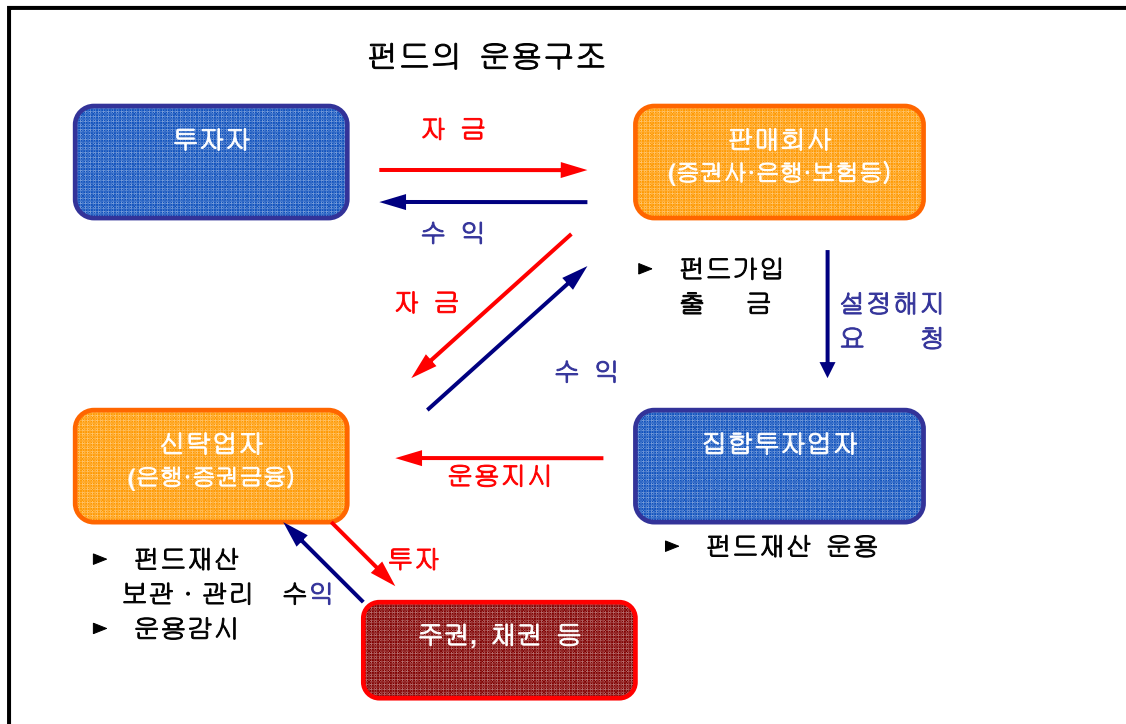 펀드의 운용구조
투자자
자 금
수 익
판매회사
(증권사·은행·보험등)
► 펀드가입
출 금
설정해지
요 청
자 금
수 익
신탁업자
(은행·증권금융)
운용지시
집합투자업자
► 펀드재산 운용
► 펀드재산
보관 · 관리
► 운용감시
수익
투자
주권, 채권 등